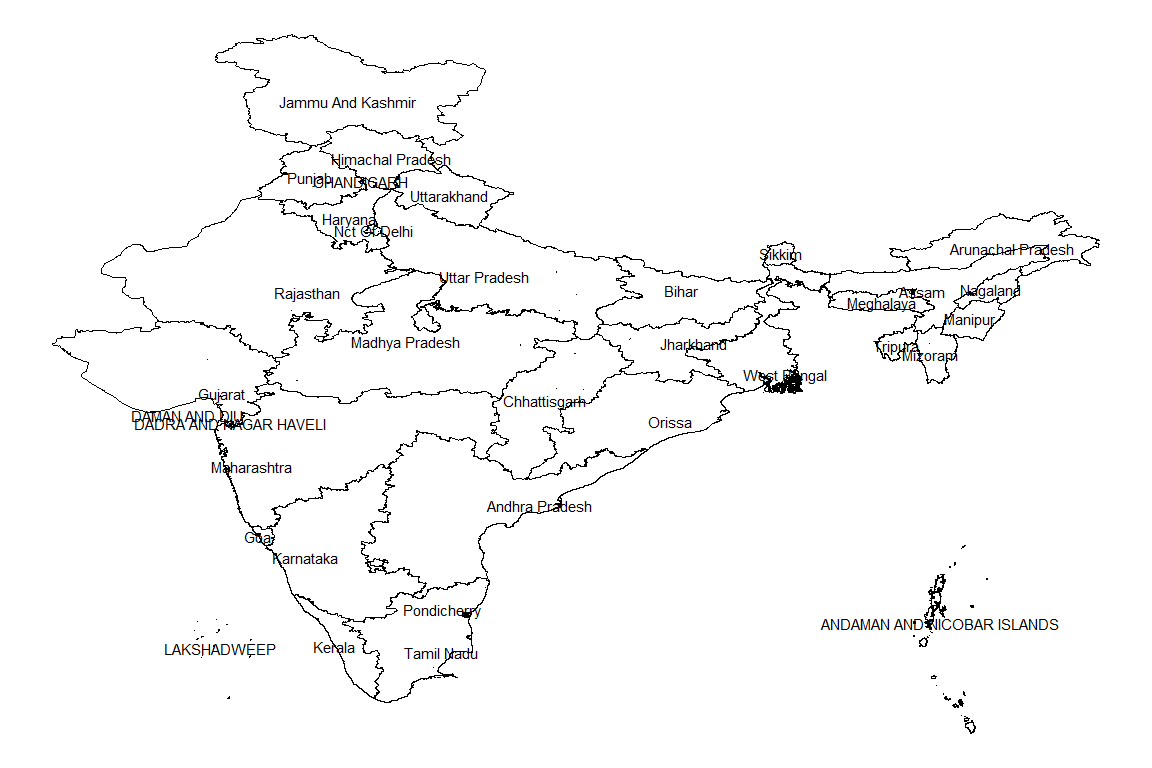 Jammu And Kashmir
Himachal Pradesh
Punjab
CHANDIGARH
Uttarakhand
Haryana
Nct Of Delhi
Arunachal Pradesh
Sikkim
Uttar Pradesh
Rajasthan
Bihar
Assam
Nagaland
Meghalaya
Manipur
Madhya Pradesh
Jharkhand
Tripura
Mizoram
West Bengal
Gujarat
Chhattisgarh
DAMAN AND DIU
DADRA AND NAGAR HAVELI
Orissa
Maharashtra
Andhra Pradesh
Goa
Karnataka
Pondicherry
ANDAMAN AND NICOBAR ISLANDS
LAKSHADWEEP
Kerala
Tamil Nadu